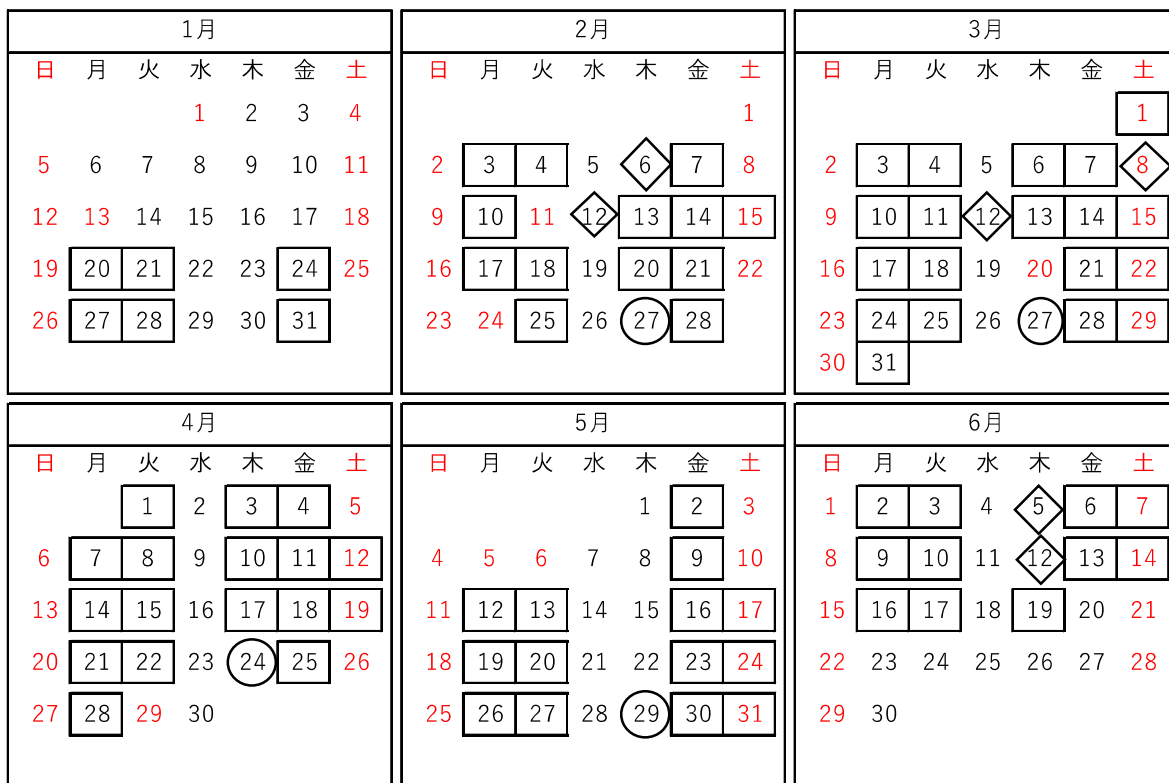 1月
日 月 火 水 木 金 土
1 2 3 4
5 6 7 8 9 10 11
12 13 14 15 16 17 18
19 20 21 22 23 24 25
26 27 28 29 30 31
2月
日 月 火 水 木 金 土
1
2 3 4 5 6 7 8
9 10 11 12 13 14 15
16 17 18 19 20 21 22
23 24 25 26 27 28
3月
日 月 火 水 木 金 土
1
2 3 4 5 6 7 8
9 10 11 12 13 14 15
16 17 18 19 20 21 22
23 24 25 26 27 28 29
30 31
4月
日 月 火 水 木 金 土
1 2 3 4 5
6 7 8 9 10 11 12
13 14 15 16 17 18 19
20 21 22 23 24 25 26
27 28 29 30
5月
日 月 火 水 木 金 土
1 2 3
4 5 6 7 8 9 10
11 12 13 14 15 16 17
18 19 20 21 22 23 24
25 26 27 28 29 30 31
6月
日 月 火 水 木 金 土
1 2 3 4 5 6 7
8 9 10 11 12 13 14
15 16 17 18 19 20 21
22 23 24 25 26 27 28
29 30